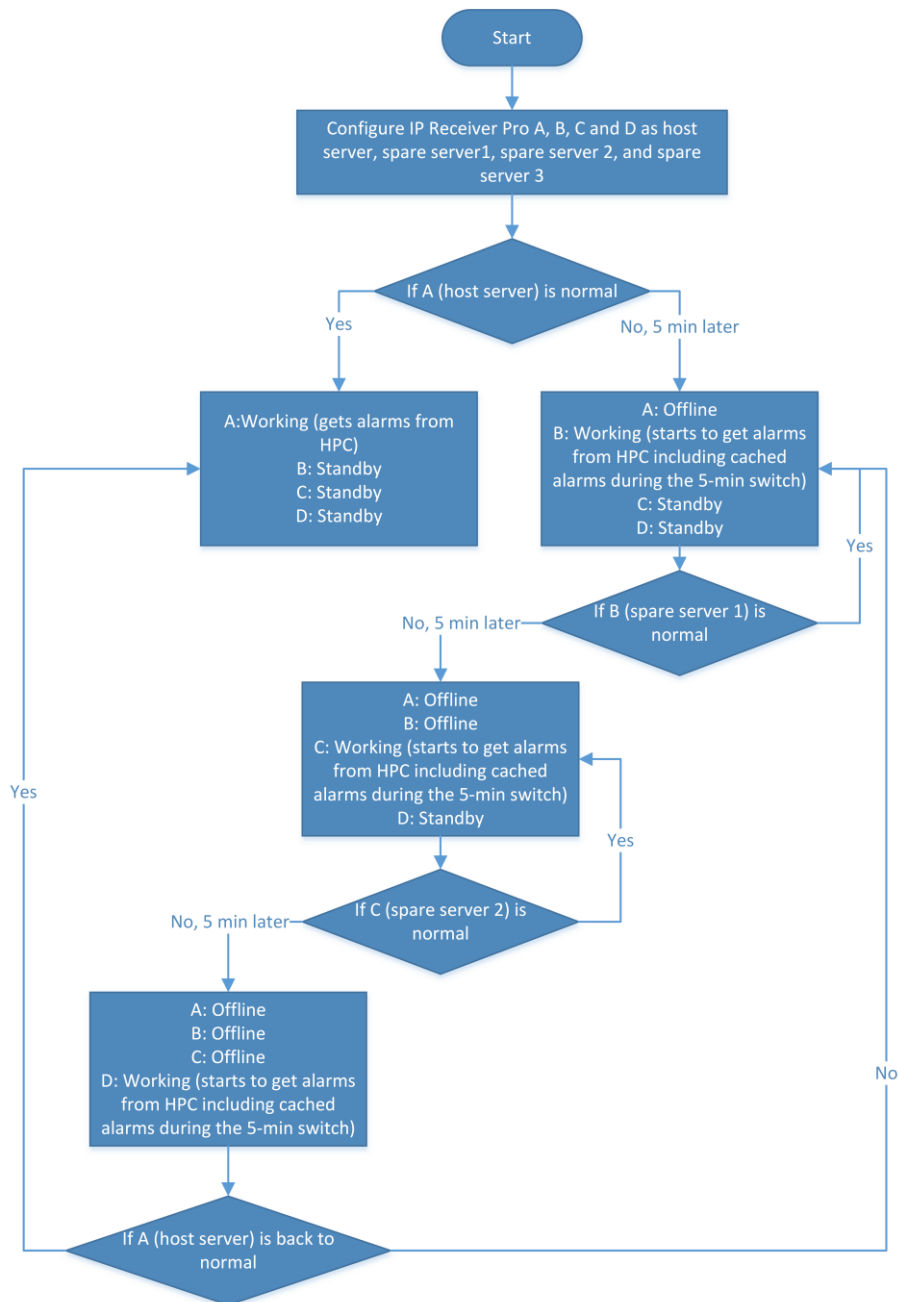 Start
Configure IP Receiver Pro A, B, C and D as host
server, spare server1, spare server 2, and spare
server 3
If A (host server) is normal
Yes
No, 5 min later
A:Working (gets alarms from
HPC)
B: Standby
C: Standby
D: Standby
A: Offline
B: Working (starts to get alarms
from HPC including cached
alarms during the 5-min switch)
C: Standby
D: Standby
Yes
If B (spare server 1) is
normal
No, 5 min later
A: Offline
B: Offline
C: Working (starts to get alarms
from HPC including cached
alarms during the 5-min switch)
D: Standby
Yes
Yes
If C (spare server 2) is
normal
No, 5 min later
A: Offline
B: Offline
C: Offline
D: Working (starts to get alarms
from HPC including cached
alarms during the 5-min switch)
No
If A (host server) is back to
normal